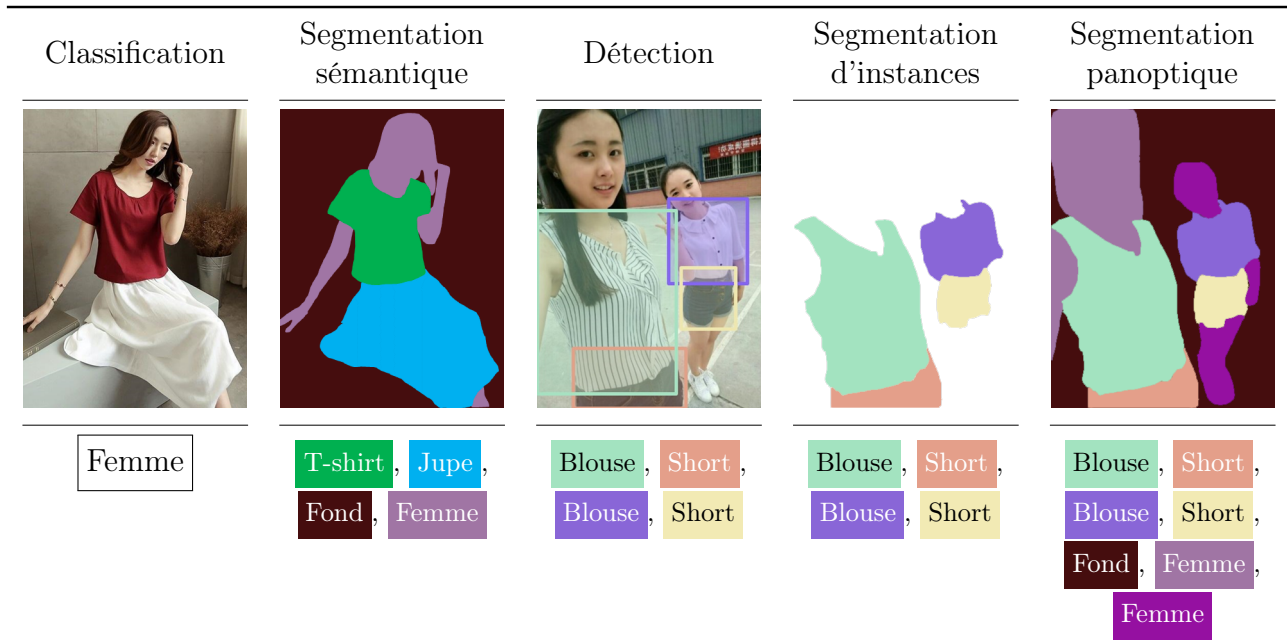 Classification
Segmentation
sémantique
Détection
Segmentation
d'instances
Segmentation
panoptique
Femme
T-shirt, Jupe,
Fond, Femme
Blouse, Short,
Blouse, Short
Blouse, Short,
Blouse, Short
Blouse, Short,
Blouse, Short,
Fond, Femme,
Femme